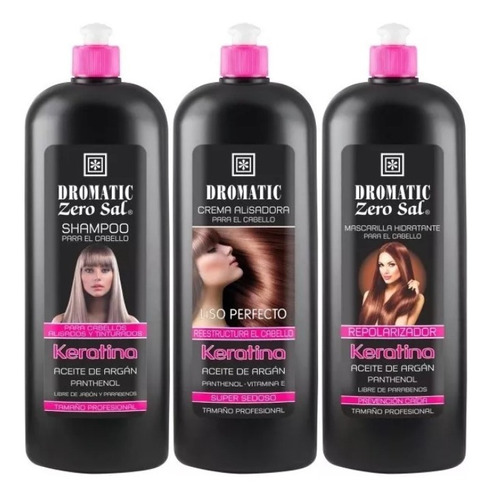 DROMATIC
Zero Sal®
SHAMPOO
PARA EL CABELLO
PARA CABELLOS
ALISADOS Y TINTURADOS
Keratina
ACEITE DE ARGÁN
PANTHENOL
LIBRE DE JABÓN Y PARABENOS
TAMAÑO PROFESIONAL
DROMATIC
CREMA ALISADORA
PARA EL CABELLO
LISO PERFECTO
REESTRUCTURA EL CABELLO
Keratina
ACEITE DE ARGÁN
PANTHENOL - VITAMINA E
SUPER SEDOSO
TAMAÑO PROFESIONAL
DROMATIC
Zero Sal®
MASCARILLA HIDRATANTE
PARA EL CABELLO
REPOLARIZADOR
Keratina
ACEITE DE ARGÁN
PANTHENOL
LIBRE DE PARABENOS
PREVENCIÓN CAÍDA
TAMAÑO PROFESIONAL